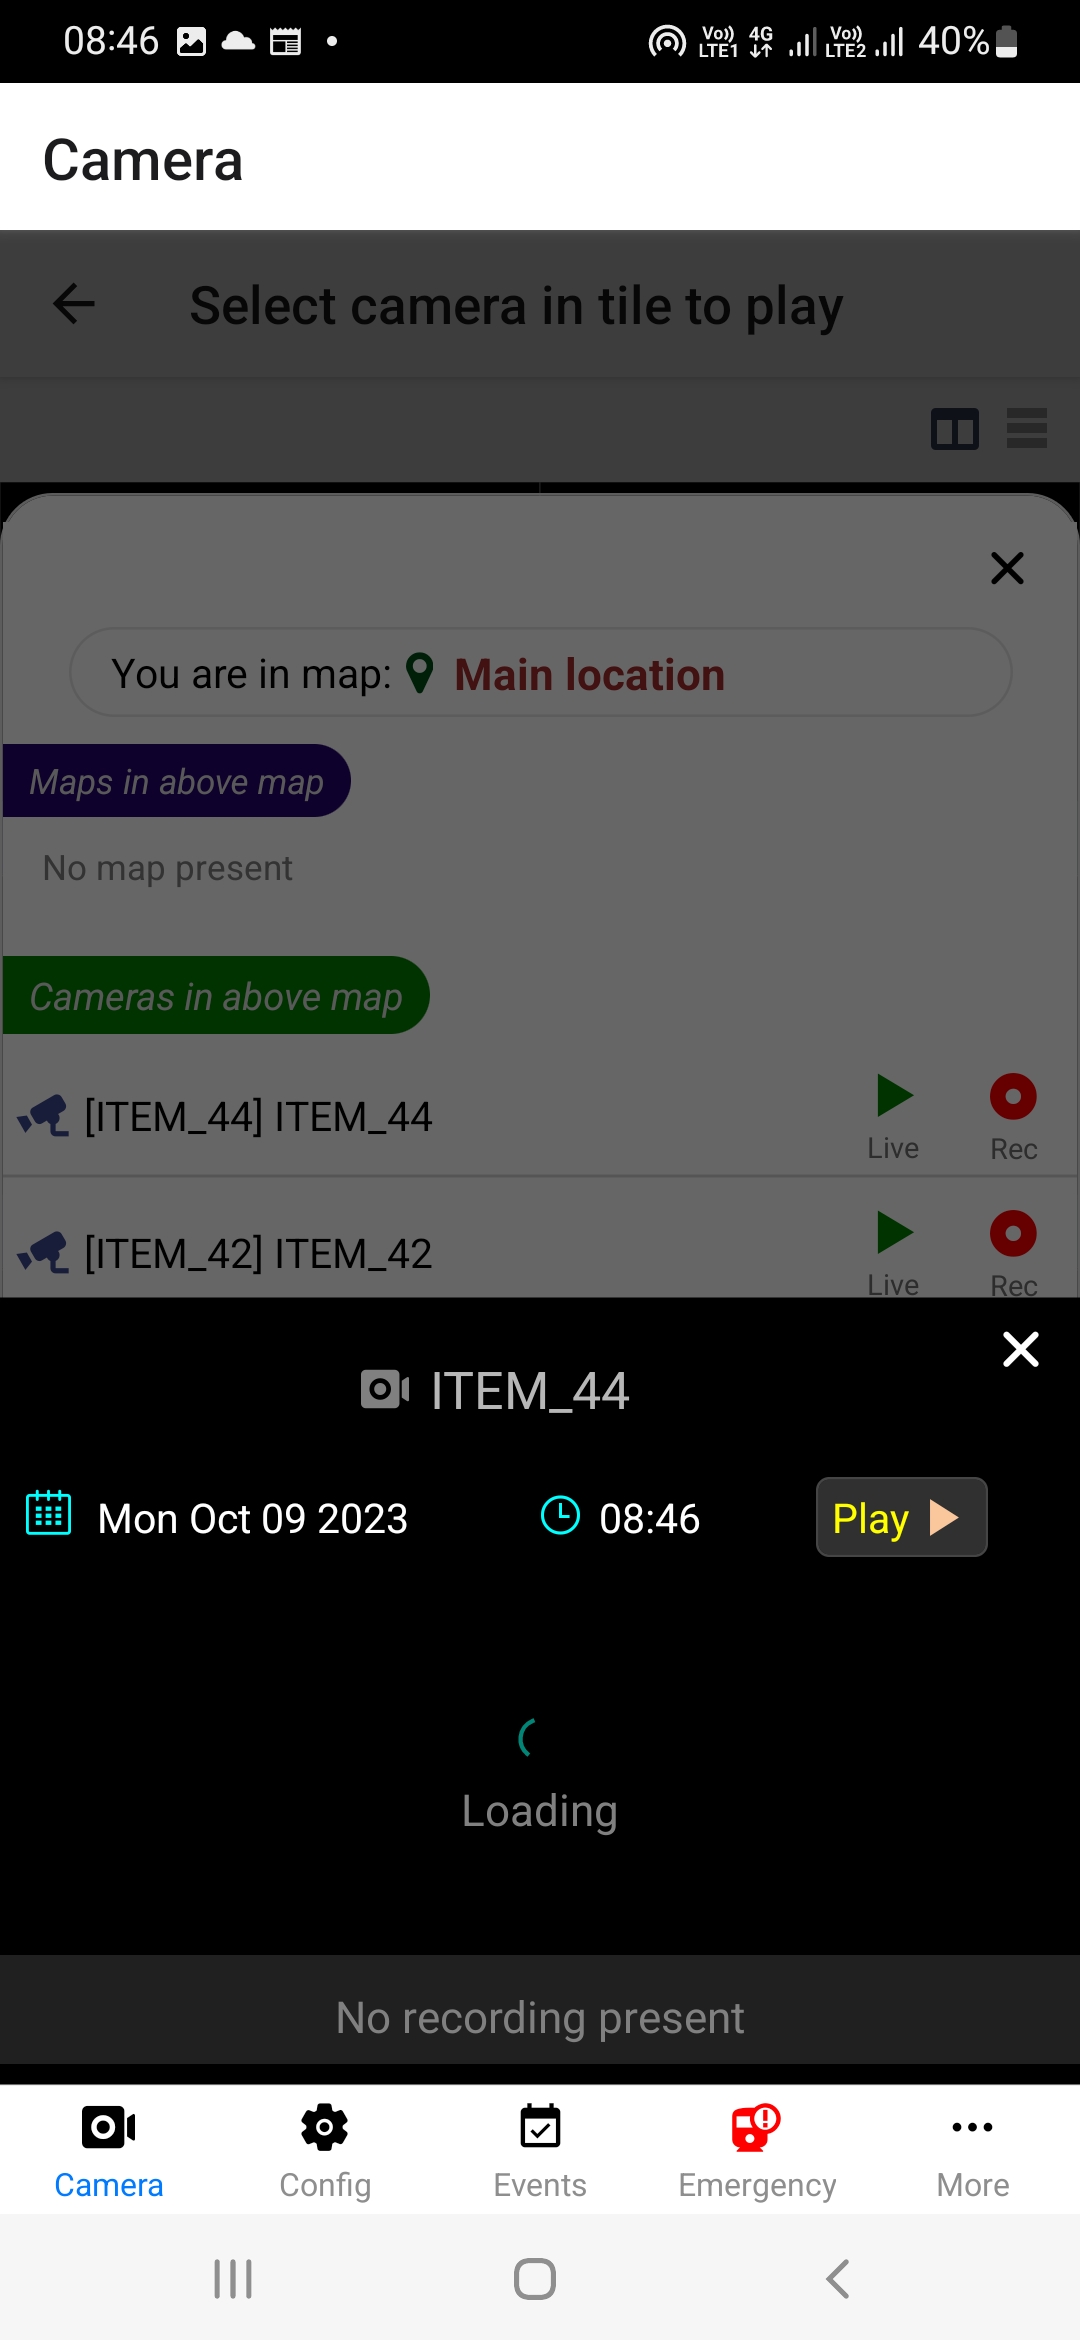 08:46 Vo)) LTE1 4G Vo)) LTE2 40%
Camera
Select camera in tile to play
You are in map: Main location
Maps in above map
No map present
Cameras in above map
[ITEM_44] ITEM_44 Live Rec
[ITEM_42] ITEM_42 Live Rec
ITEM_44
Mon Oct 09 2023 08:46 Play
Loading
No recording present
Camera Config Events Emergency More